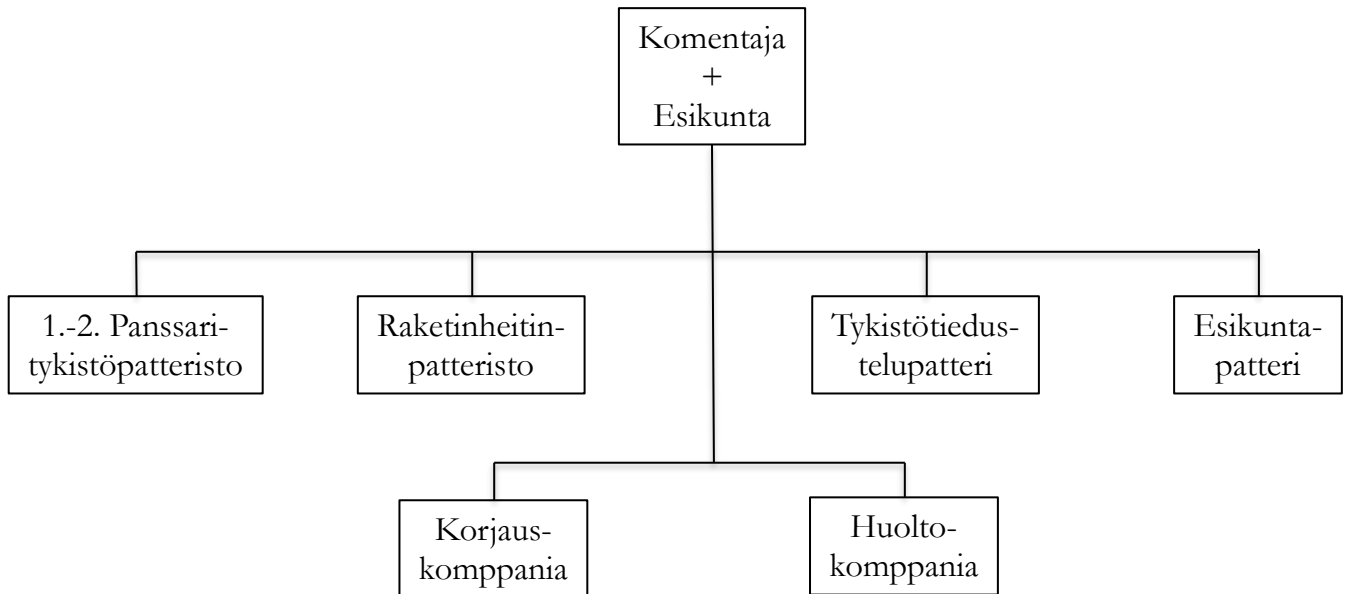 Komentaja
+
Esikunta
1.-2. Panssari-
tykistöpatteristo
Raketinheitin-
patteristo
Tykistötiedus-
telupatteri
Esikunta-
patteri
Korjaus-
komppania
Huolto-
komppania